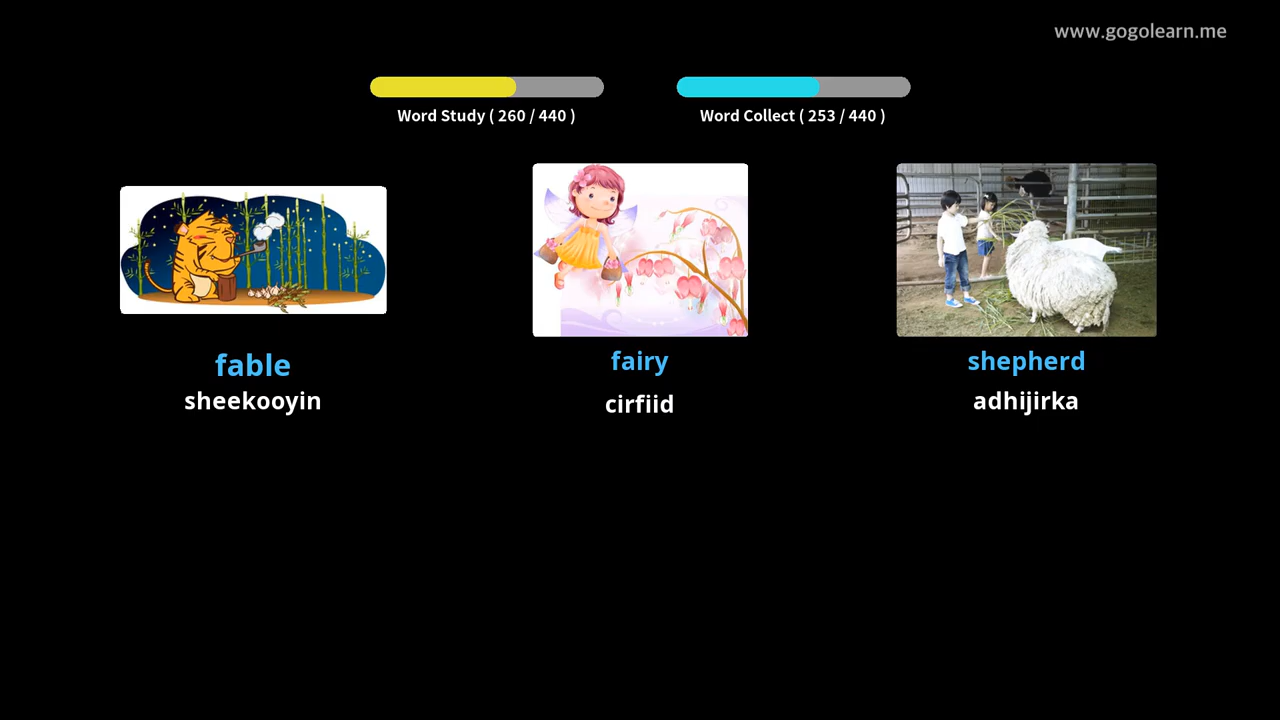 www.gogolearn.me
Word Study ( 260 / 440 )
Word Collect ( 253 / 440 )
fable
sheekooyin
fairy
cirfiid
shepherd
adhijirka